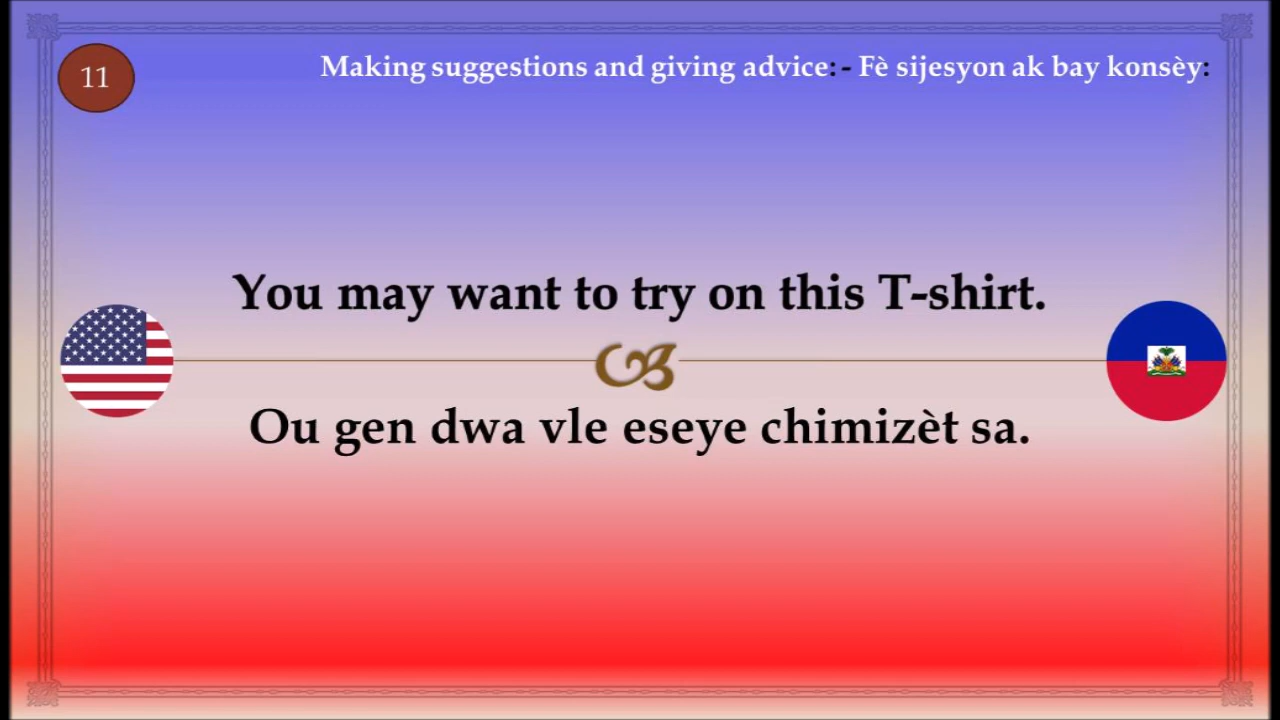 11
Making suggestions and giving advice: - Fè sijesyon ak bay konsèy:
You may want to try on this T-shirt.
Ou gen dwa vle eseye chimizèt sa.